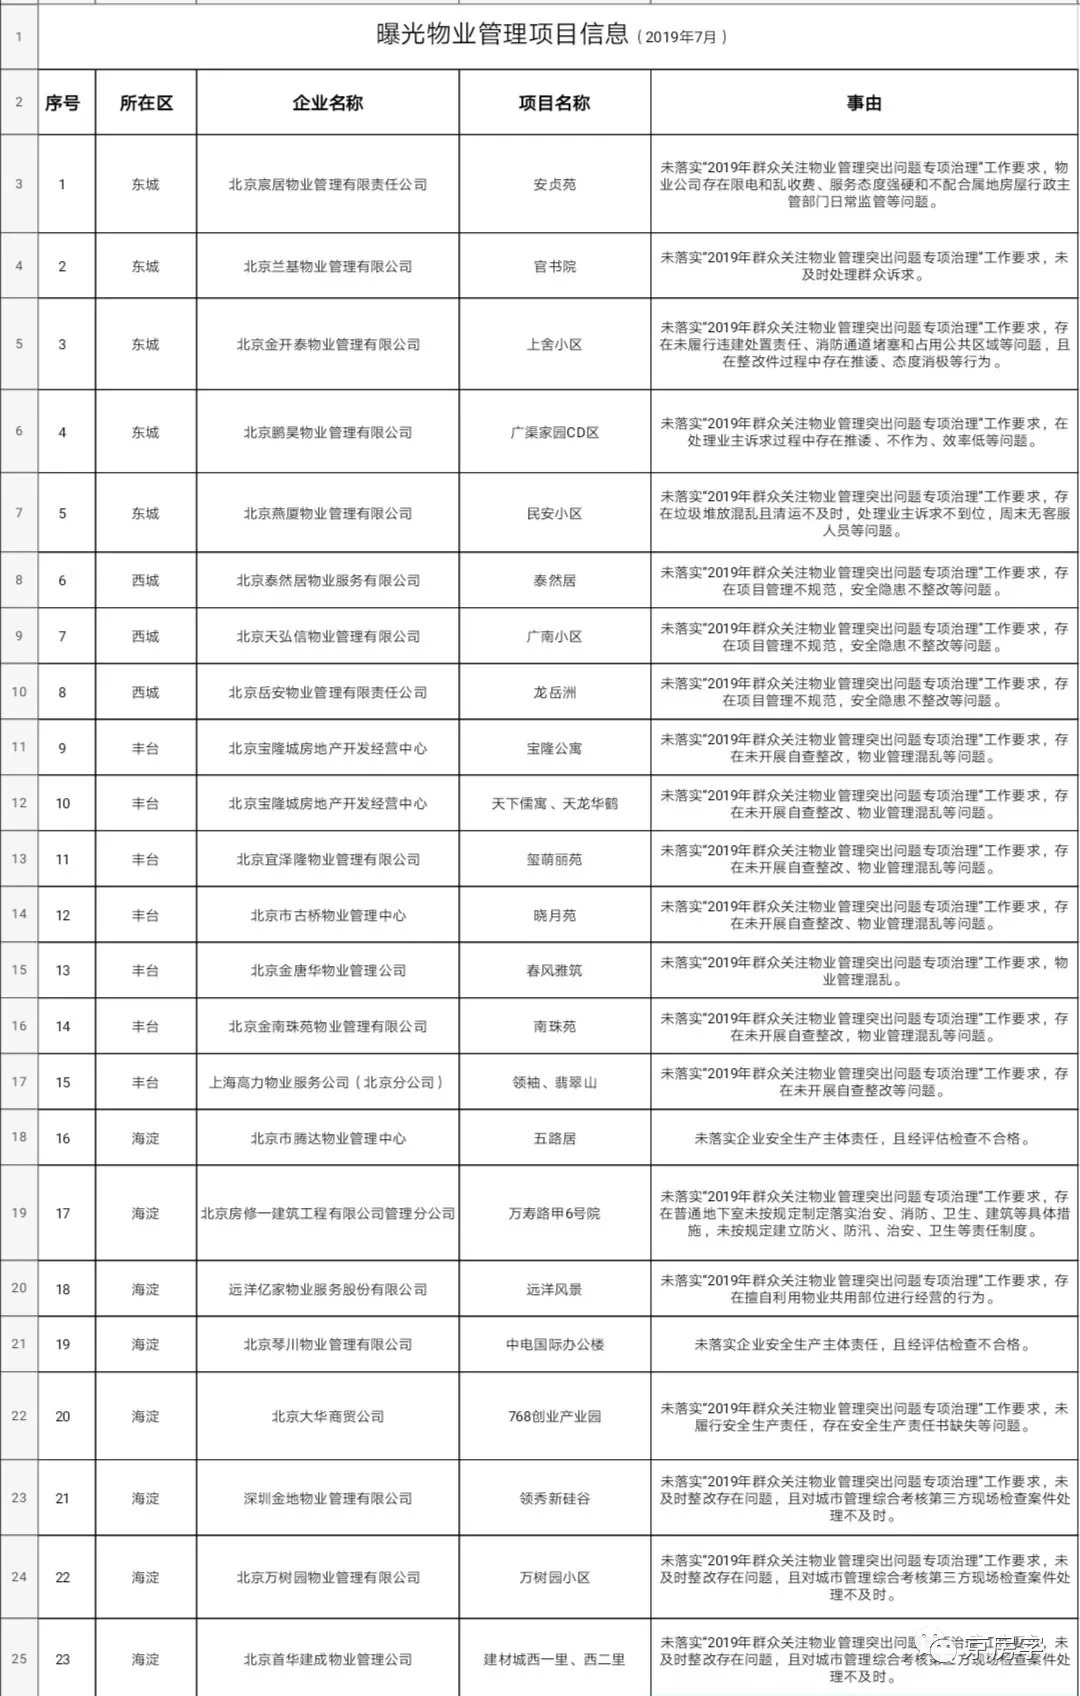 1 曝光物业管理项目信息（2019年7月）
2 序号 所在区 企业名称 项目名称 事由
未落实“2019年群众关注物业管理突出问题专项治理”工作要求，物
3 1 东城 北京宸居物业管理有限责任公司 安贞苑 业公司存在限电和乱收费、服务态度强硬和不配合属地房屋行政主
管部门日常监管等问题。
4 2 东城 北京兰基物业管理有限公司 官书院 未落实“2019年群众关注物业管理突出问题专项治理”工作要求，未
及时处理群众诉求。
未落实“2019年群众关注物业管理突出问题专项治理”工作要求，存
5 3 东城 北京金开泰物业管理有限公司 上舍小区 在未履行违建处置责任、消防通道堵塞和占用公共区域等问题，且
在整改件过程中存在推诿、态度消极等行为。
6 4 东城 北京鹏昊物业管理有限公司 广渠家园CD区 未落实“2019年群众关注物业管理突出问题专项治理”工作要求，在
处理业主诉求过程中存在推诿、不作为、效率低等问题。
未落实“2019年群众关注物业管理突出问题专项治理”工作要求，存
7 5 东城 北京燕厦物业管理有限公司 民安小区 在垃圾堆放混乱且清运不及时，处理业主诉求不到位，周末无客服
人员等问题。
8 6 西城 北京泰然居物业服务有限公司 泰然居 未落实“2019年群众关注物业管理突出问题专项治理”工作要求，存
在项目管理不规范，安全隐患不整改等问题。
9 7 西城 北京天弘信物业管理有限公司 广南小区 未落实“2019年群众关注物业管理突出问题专项治理”工作要求，存
在项目管理不规范，安全隐患不整改等问题。
10 8 西城 北京岳安物业管理有限责任公司 龙岳洲 未落实“2019年群众关注物业管理突出问题专项治理”工作要求，存
在项目管理不规范，安全隐患不整改等问题。
11 9 丰台 北京宝隆城房地产开发经营中心 宝隆公寓 未落实“2019年群众关注物业管理突出问题专项治理”工作要求，存
在未开展自查整改，物业管理混乱等问题。
12 10 丰台 北京宝隆城房地产开发经营中心 天下儒寓、天龙华鹤 未落实“2019年群众关注物业管理突出问题专项治理”工作要求，存
在未开展自查整改、物业管理混乱等问题。
13 11 丰台 北京宜泽隆物业管理有限公司 玺萌丽苑 未落实“2019年群众关注物业管理突出问题专项治理”工作要求，存
在未开展自查整改、物业管理混乱等问题。
14 12 丰台 北京市古桥物业管理中心 晓月苑 未落实“2019年群众关注物业管理突出问题专项治理”工作要求，存
在未开展自查整改、物业管理混乱等问题。
15 13 丰台 北京金唐华物业管理公司 春风雅筑 未落实“2019年群众关注物业管理突出问题专项治理”工作要求，物
业管理混乱。
16 14 丰台 北京金南珠苑物业管理有限公司 南珠苑 未落实“2019年群众关注物业管理突出问题专项治理”工作要求，存
在未开展自查整改，物业管理混乱等问题。
17 15 丰台 上海高力物业服务公司（北京分公司） 领袖、翡翠山 未落实“2019年群众关注物业管理突出问题专项治理”工作要求，存
在未开展自查整改等问题。
18 16 海淀 北京市腾达物业管理中心 五路居 未落实企业安全生产主体责任，且经评估检查不合格。
未落实“2019年群众关注物业管理突出问题专项治理”工作要求，存
19 17 海淀 北京房修一建筑工程有限公司管理分公司 万寿路甲6号院 在普通地下室未按规定制定落实治安、消防、卫生、建筑等具体措
施，未按规定建立防火、防汛、治安、卫生等责任制度。
20 18 海淀 远洋亿家物业服务股份有限公司 远洋风景 未落实“2019年群众关注物业管理突出问题专项治理”工作要求，存
在擅自利用物业共用部位进行经营的行为。
21 19 海淀 北京琴川物业管理有限公司 中电国际办公楼 未落实企业安全生产主体责任，且经评估检查不合格。
22 20 海淀 北京大华商贸公司 768创业产业园 未落实“2019年群众关注物业管理突出问题专项治理”工作要求，未
履行安全生产责任，存在安全生产责任书缺失等问题。
未落实“2019年群众关注物业管理突出问题专项治理”工作要求，未
23 21 海淀 深圳金地物业管理有限公司 领秀新硅谷 及时整改存在问题，且对城市管理综合考核第三方现场检查案件处
理不及时。
未落实“2019年群众关注物业管理突出问题专项治理”工作要求，未
24 22 海淀 北京万树园物业管理有限公司 万树园小区 及时整改存在问题，且对城市管理综合考核第三方现场检查案件处
理不及时。
未落实“2019年群众关注物业管理突出问题专项治理”工作要求，未
25 23 海淀 北京首华建成物业管理公司 建材城西一里、西二里 及时整改存在问题，且对城市管理综合考核第三方现场检查案件处
理不及时。